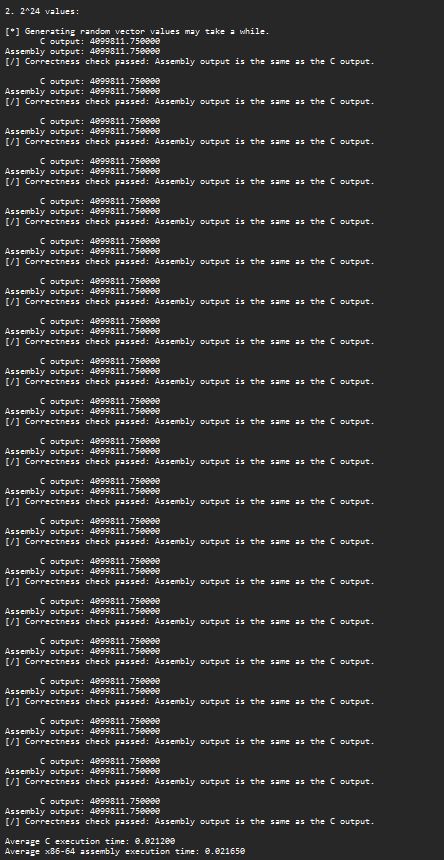 2. 2^24 values:
[*] Generating random vector values may take a while.
C output: 4099811.750000
Assembly output: 4099811.750000
[/] Correctness check passed: Assembly output is the same as the C output.
C output: 4099811.750000
Assembly output: 4099811.750000
[/] Correctness check passed: Assembly output is the same as the C output.
C output: 4099811.750000
Assembly output: 4099811.750000
[/] Correctness check passed: Assembly output is the same as the C output.
C output: 4099811.750000
Assembly output: 4099811.750000
[/] Correctness check passed: Assembly output is the same as the C output.
C output: 4099811.750000
Assembly output: 4099811.750000
[/] Correctness check passed: Assembly output is the same as the C output.
C output: 4099811.750000
Assembly output: 4099811.750000
[/] Correctness check passed: Assembly output is the same as the C output.
C output: 4099811.750000
Assembly output: 4099811.750000
[/] Correctness check passed: Assembly output is the same as the C output.
C output: 4099811.750000
Assembly output: 4099811.750000
[/] Correctness check passed: Assembly output is the same as the C output.
C output: 4099811.750000
Assembly output: 4099811.750000
[/] Correctness check passed: Assembly output is the same as the C output.
C output: 4099811.750000
Assembly output: 4099811.750000
[/] Correctness check passed: Assembly output is the same as the C output.
C output: 4099811.750000
Assembly output: 4099811.750000
[/] Correctness check passed: Assembly output is the same as the C output.
C output: 4099811.750000
Assembly output: 4099811.750000
[/] Correctness check passed: Assembly output is the same as the C output.
C output: 4099811.750000
Assembly output: 4099811.750000
[/] Correctness check passed: Assembly output is the same as the C output.
C output: 4099811.750000
Assembly output: 4099811.750000
[/] Correctness check passed: Assembly output is the same as the C output.
C output: 4099811.750000
Assembly output: 4099811.750000
[/] Correctness check passed: Assembly output is the same as the C output.
C output: 4099811.750000
Assembly output: 4099811.750000
[/] Correctness check passed: Assembly output is the same as the C output.
C output: 4099811.750000
Assembly output: 4099811.750000
[/] Correctness check passed: Assembly output is the same as the C output.
C output: 4099811.750000
Assembly output: 4099811.750000
[/] Correctness check passed: Assembly output is the same as the C output.
C output: 4099811.750000
Assembly output: 4099811.750000
[/] Correctness check passed: Assembly output is the same as the C output.
C output: 4099811.750000
Assembly output: 4099811.750000
[/] Correctness check passed: Assembly output is the same as the C output.
Average C execution time: 0.021200
Average x86-64 assembly execution time: 0.021650